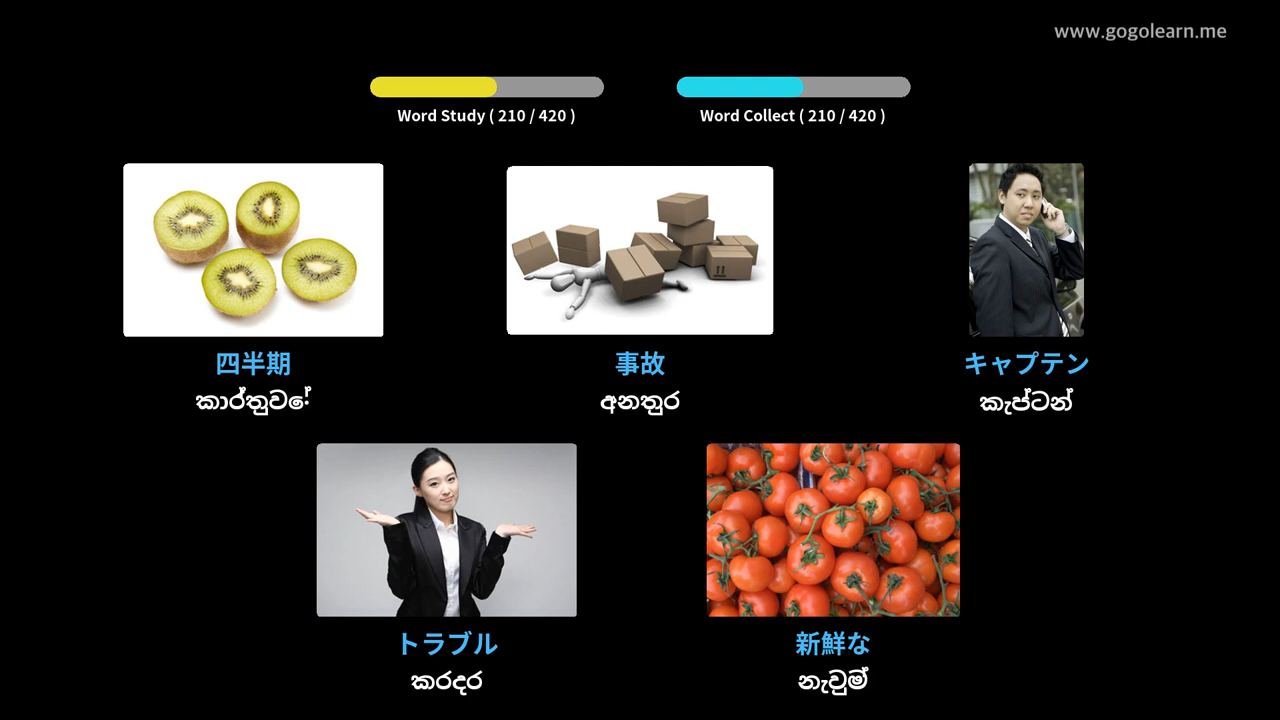 www.gogolearn.me
Word Study ( 210 / 420 )
Word Collect ( 210 / 420 )
四半期
කාර්තුවේ
事故
අනතුර
キャプテン
කැප්ටන්
トラブル
කරදර
新鮮な
නැවුම්